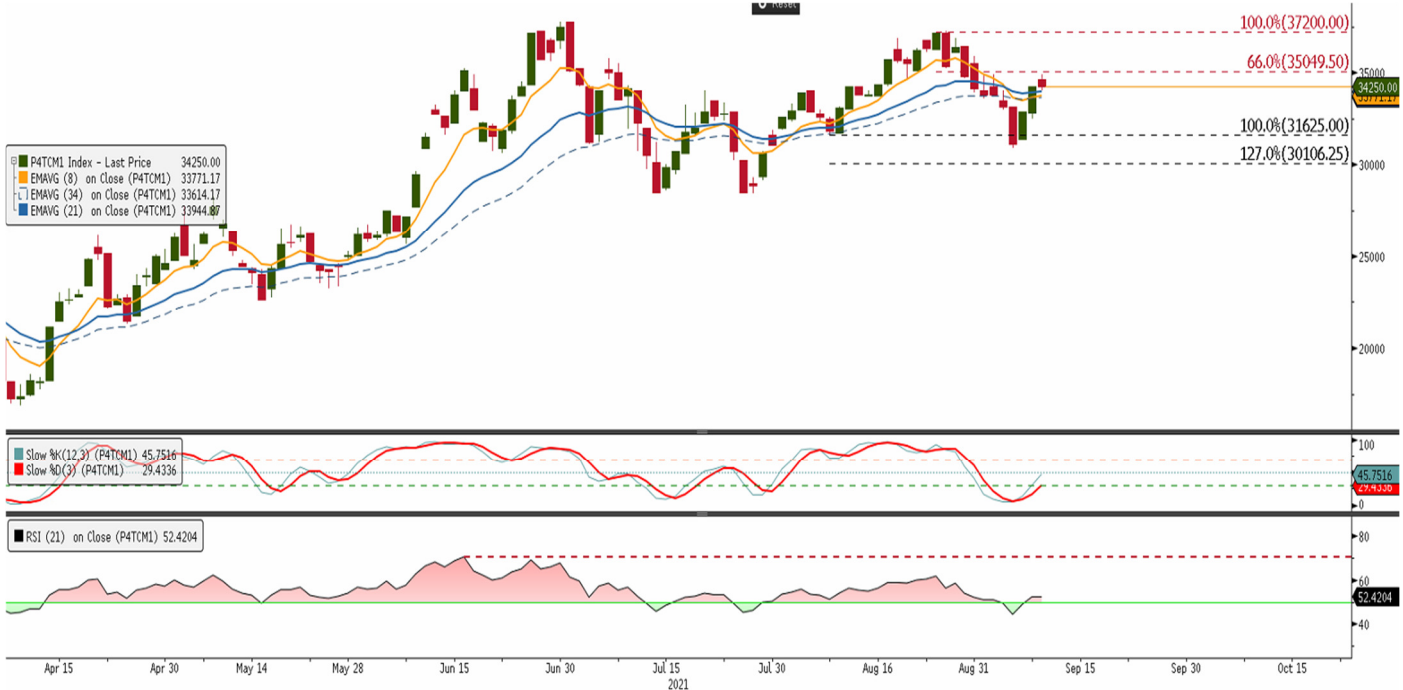 Reset
100.0%(37200.00)
66.0%(35049.50)
35000
34250.00
33771.17
100.0%(31625.00)
127.0%(30106.25)
30000
25000
20000
P4TCM1 Index - Last Price 34250.00
EMAVG (8) on Close (P4TCM1) 33771.17
EMAVG (34) on Close (P4TCM1) 33614.17
EMAVG (21) on Close (P4TCM1) 33944.87
Slow %K(12,3) (P4TCM1) 45.7516
Slow %D(3) (P4TCM1) 29.4336
100
45.7516
29.4336
0
RSI (21) on Close (P4TCM1) 52.4204
80
60
52.4204
40
Apr 15 Apr 30 May 14 May 28 Jun 15 Jun 30 Jul 15 Jul 30 Aug 16 Aug 31 Sep 15 Sep 30 Oct 15
2021